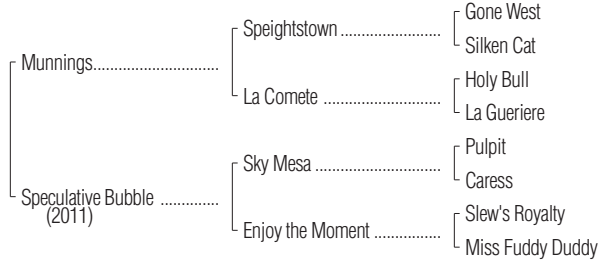 Gone West
Speightstown ........................
Silken Cat
Munnings..............................
Holy Bull
La Comete ............................
La Gueriere
Pulpit
Sky Mesa ..............................
Caress
Speculative Bubble ..............
(2011)
Slew's Royalty
Enjoy the Moment ................
Miss Fuddy Duddy